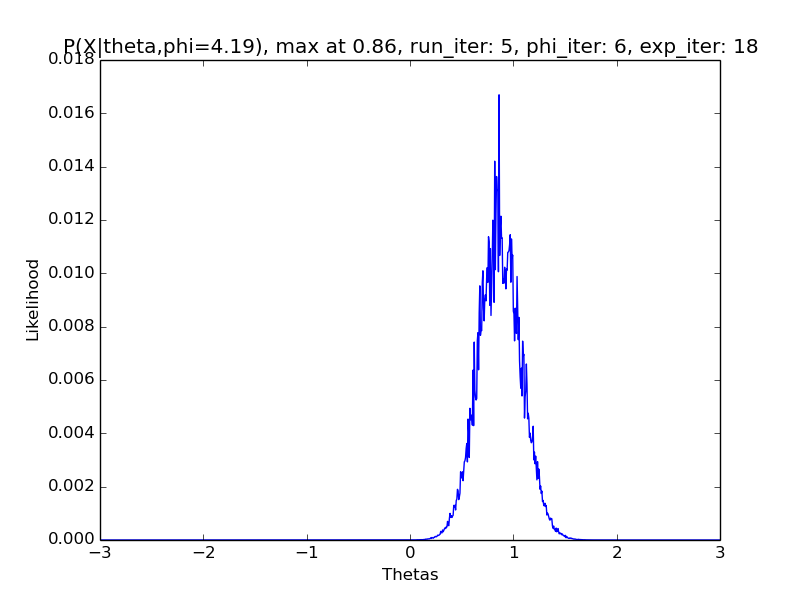 P(X|theta,phi=4.19), max at 0.86, run_iter: 5, phi_iter: 6, exp_iter: 18
0.018
0.016
0.014
0.012
0.010
0.008
0.006
0.004
0.002
0.000
Likelihood
−3 −2 −1 0 1 2 3
Thetas